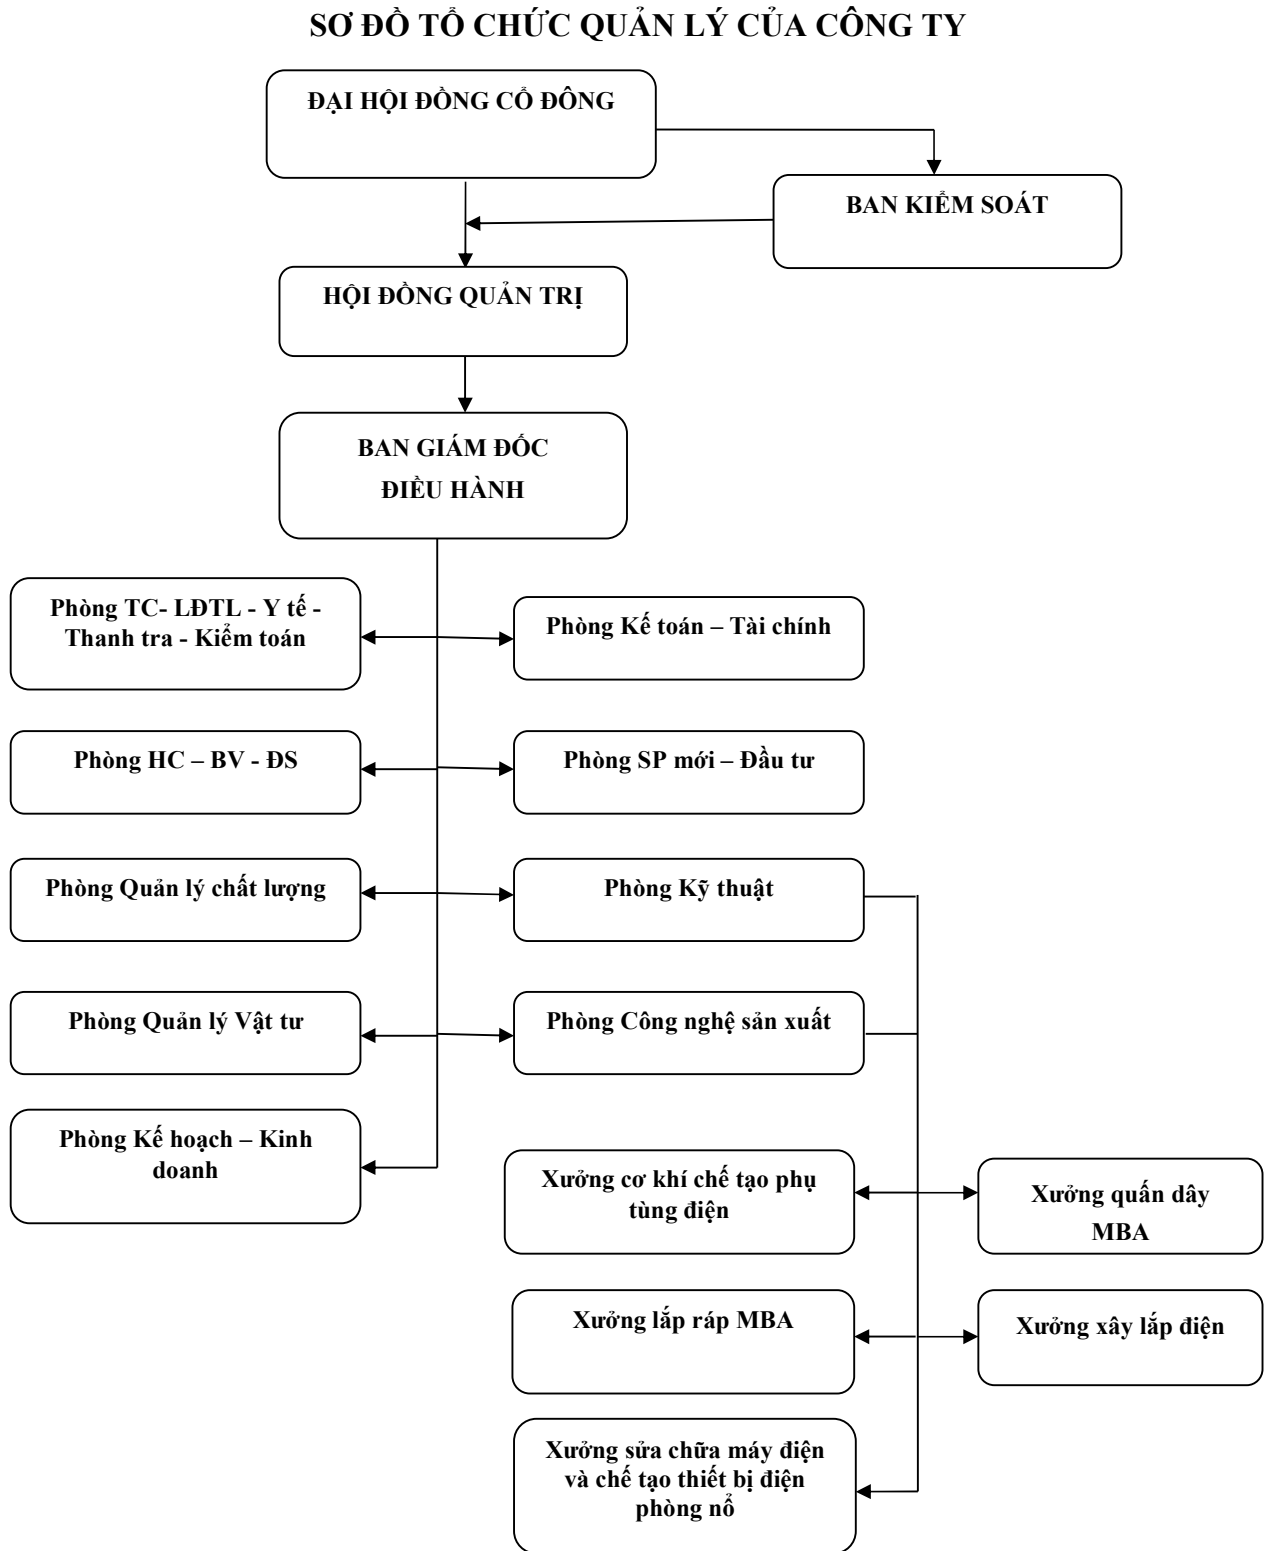 SƠ ĐỒ TỔ CHỨC QUẢN LÝ CỦA CÔNG TY
ĐẠI HỘI ĐỒNG CỔ ĐÔNG
BAN KIỂM SOÁT
HỘI ĐỒNG QUẢN TRỊ
BAN GIÁM ĐỐC
ĐIỀU HÀNH
Phòng TC- LĐTL - Y tế -
Thanh tra - Kiểm toán
Phòng Kế toán – Tài chính
Phòng HC – BV - ĐS
Phòng SP mới – Đầu tư
Phòng Quản lý chất lượng
Phòng Kỹ thuật
Phòng Quản lý Vật tư
Phòng Công nghệ sản xuất
Phòng Kế hoạch – Kinh
doanh
Xưởng cơ khí chế tạo phụ
tùng điện
Xưởng quấn dây
MBA
Xưởng lắp ráp MBA
Xưởng xây lắp điện
Xưởng sửa chữa máy điện
và chế tạo thiết bị điện
phòng nổ